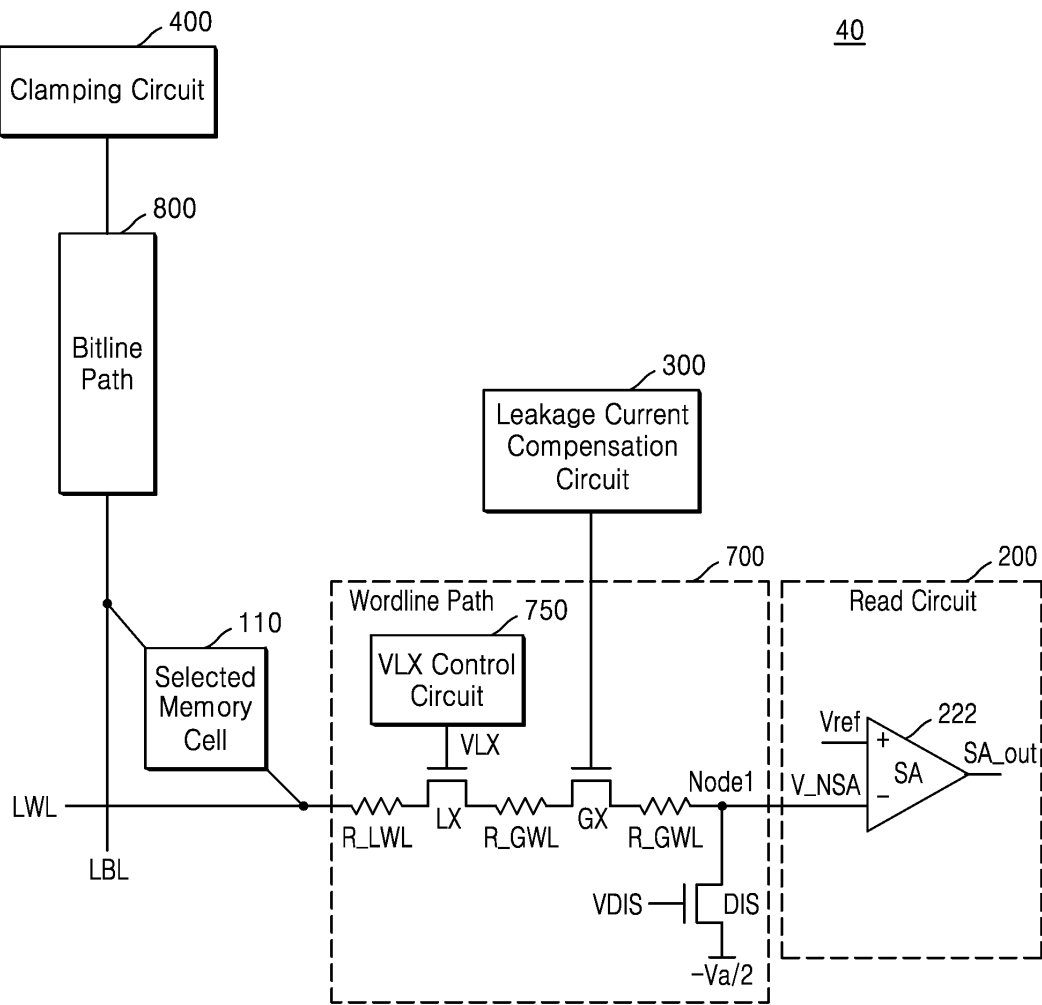 400
40
Clamping Circuit
800
Bitline
Path
300
Leakage Current
Compensation
Circuit
700
200
Wordline Path
Read Circuit
110
750
Selected
Memory
Cell
VLX Control
Circuit
VLX
Vref
+
222
SA
SA_out
Node1
V_NSA
−
LWL
R_LWL
LX
R_GWL
GX
R_GWL
LBL
VDIS
DIS
-Va/2